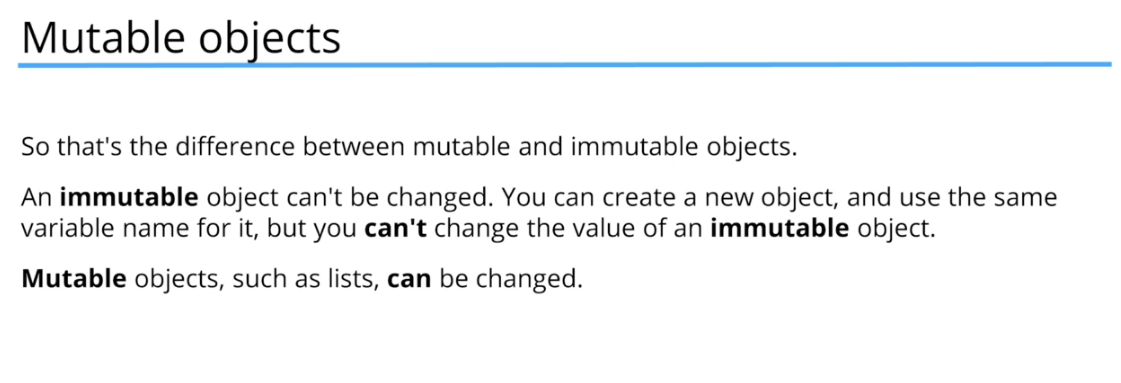 Mutable objects
So that's the difference between mutable and immutable objects.
An immutable object can't be changed. You can create a new object, and use the same
variable name for it, but you can't change the value of an immutable object.
Mutable objects, such as lists, can be changed.